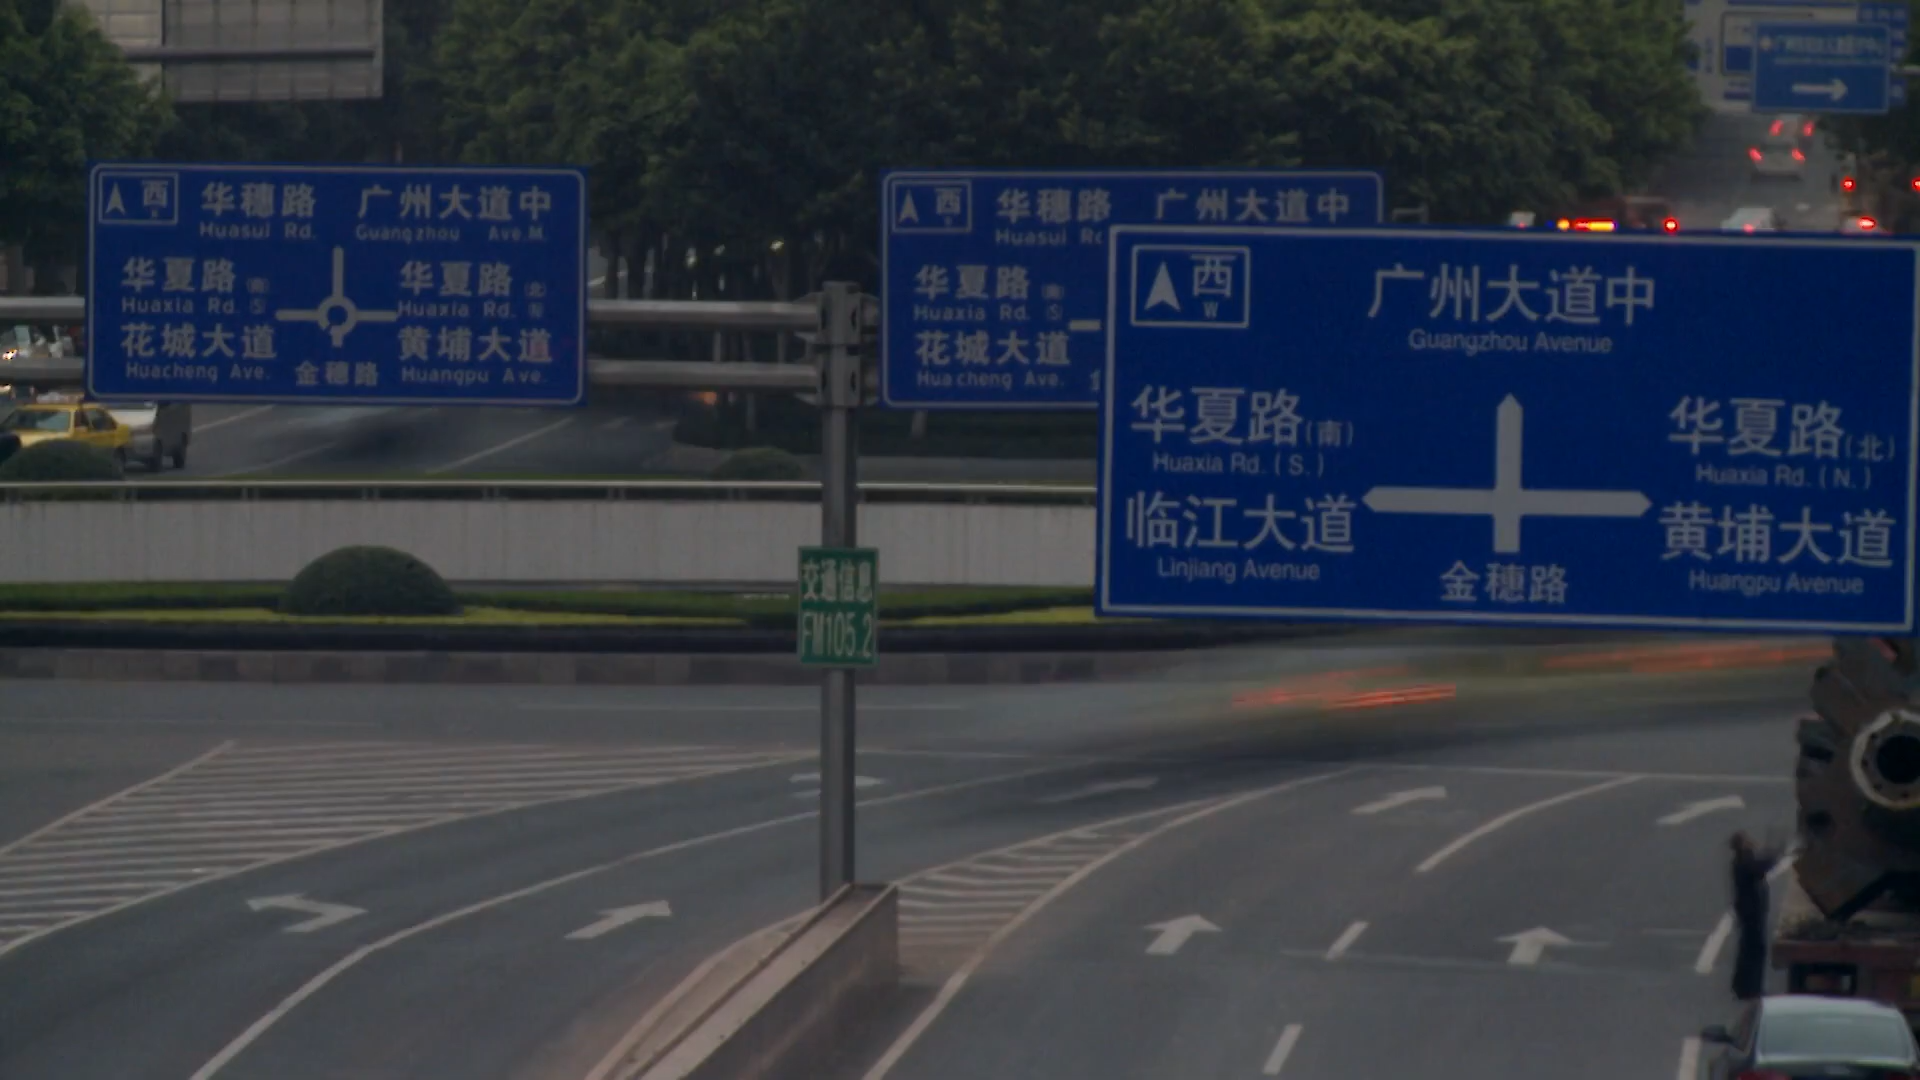 西
华穗路 广州大道中
Huasui Rd. Guangzhou Ave.M.
华夏路 华夏路
Huaxia Rd. Huaxia Rd.
花城大道 黄埔大道
Huacheng Ave. Huangpu Ave.
金穗路
西
华穗路 广州大道中
Huasui
华夏路
Huaxia Rd.
花城大道
Huacheng Ave.
西
W
广州大道中
Guangzhou Avenue
华夏路(南) 华夏路(北)
Huaxia Rd. (S.) Huaxia Rd. (N.)
临江大道 黄埔大道
Linjiang Avenue Huangpu Avenue
金穗路
交通信息
FM105.2